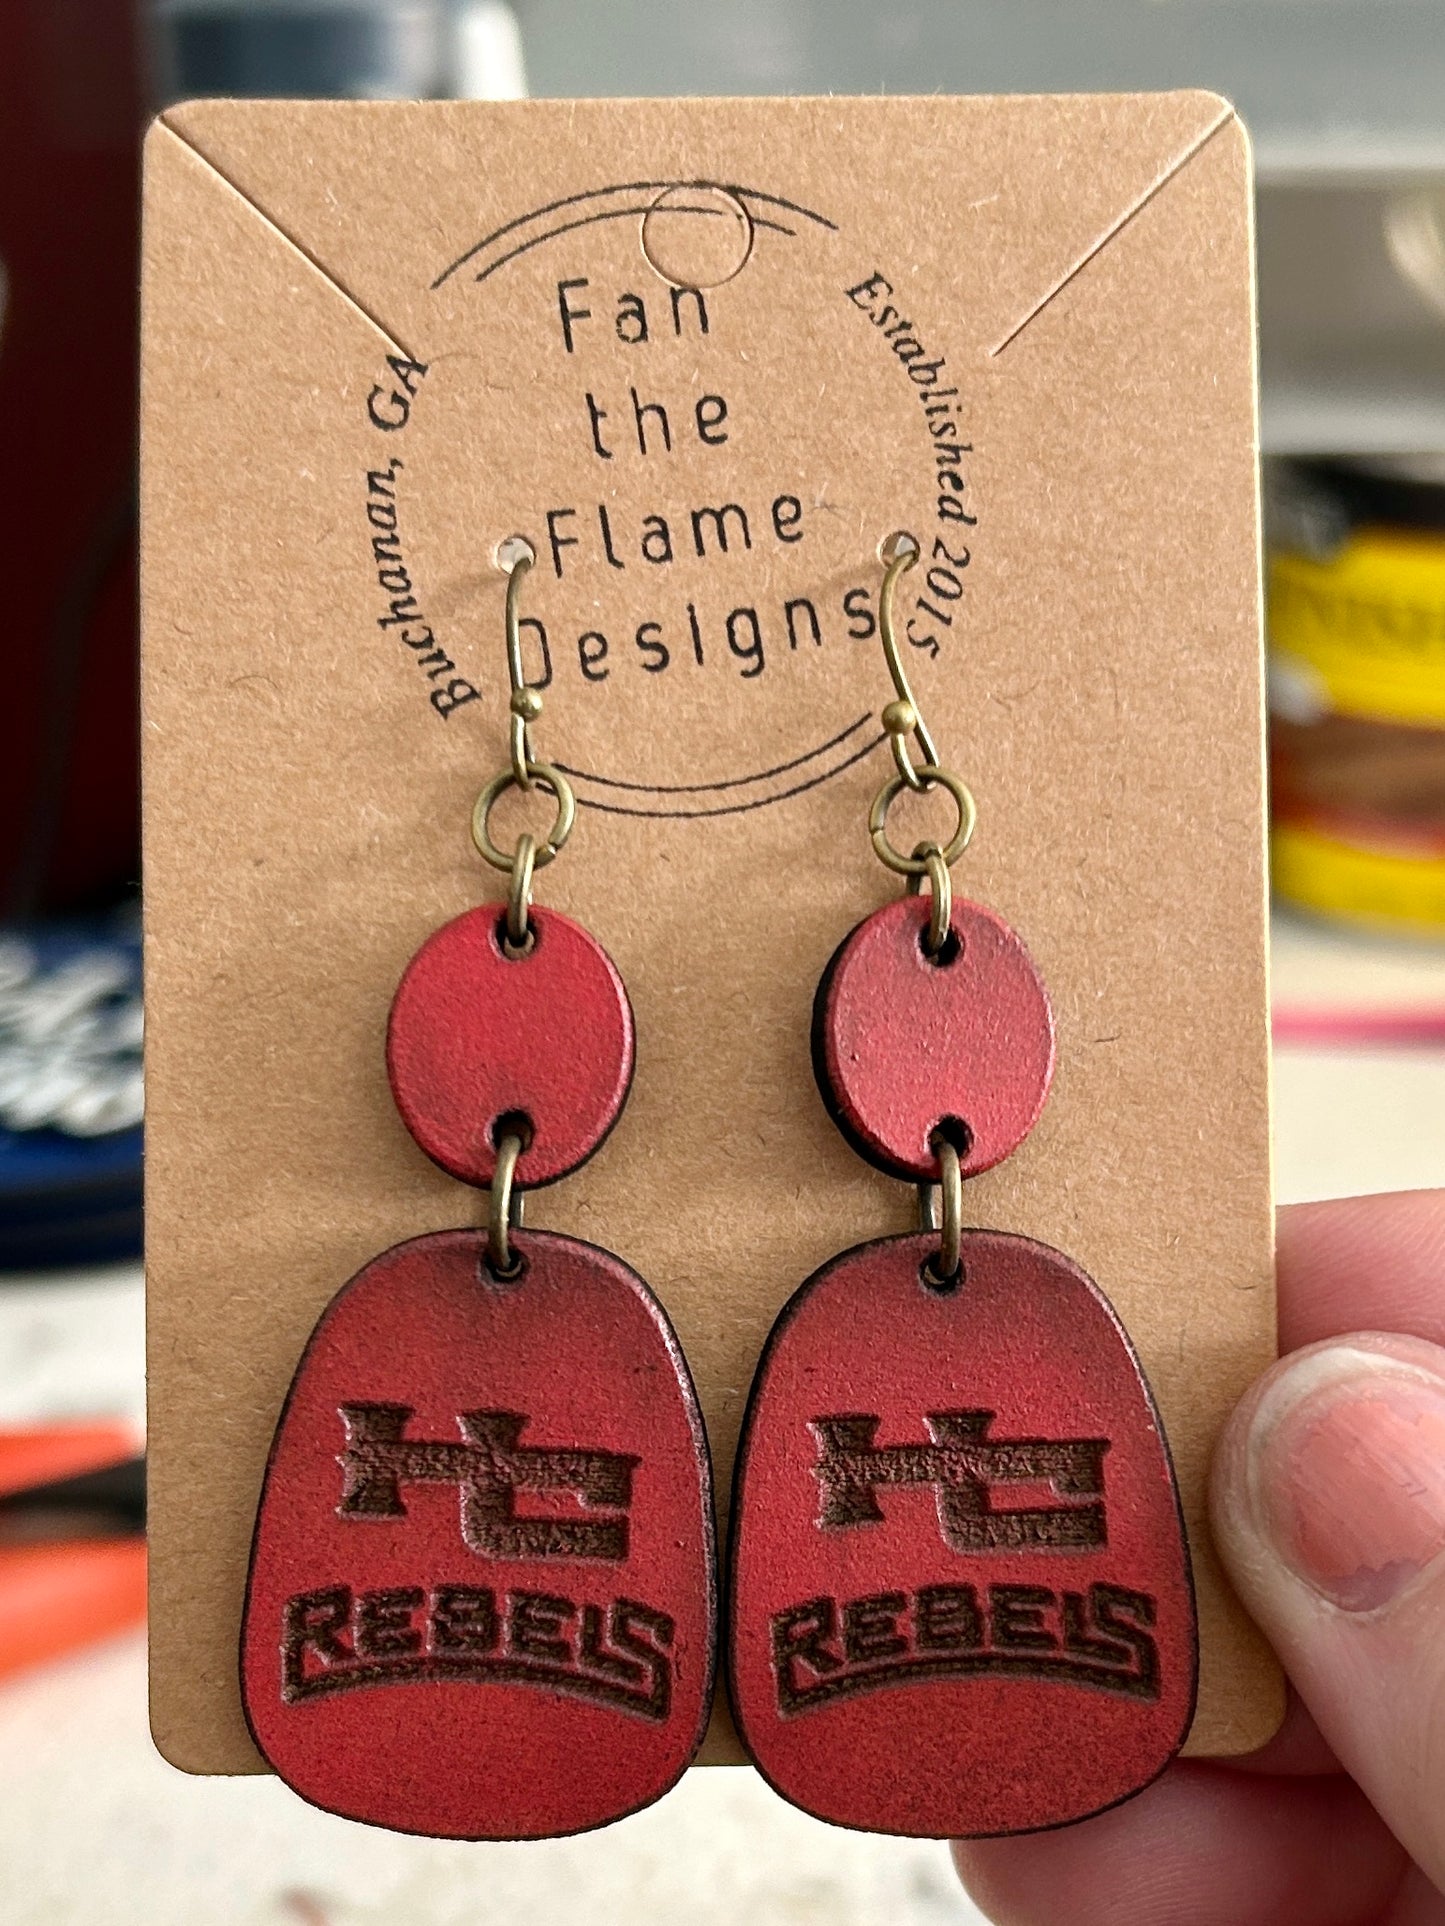 Fan
the
Flame
Designs
Buchanan, GA
Established 2015
HC
REBELS
HC
REBELS